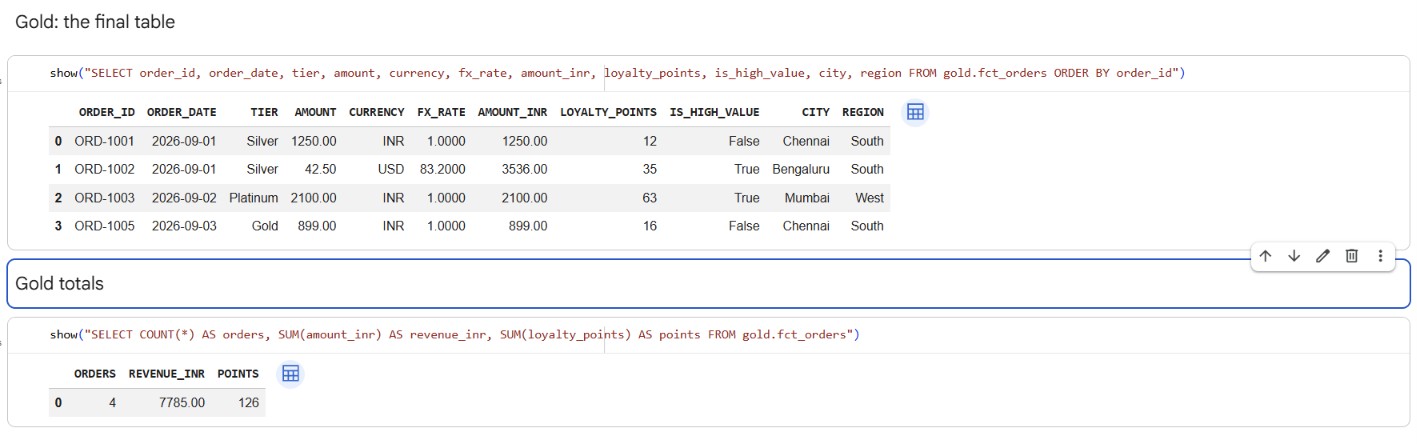 Gold: the final table
show("SELECT order_id, order_date, tier, amount, currency, fx_rate, amount_inr, loyalty_points, is_high_value, city, region FROM gold.fct_orders ORDER BY order_id")
ORDER_ID ORDER_DATE TIER AMOUNT CURRENCY FX_RATE AMOUNT_INR LOYALTY_POINTS IS_HIGH_VALUE CITY REGION
0 ORD-1001 2026-09-01 Silver 1250.00 INR 1.0000 1250.00 12 False Chennai South
1 ORD-1002 2026-09-01 Silver 42.50 USD 83.2000 3536.00 35 True Bengaluru South
2 ORD-1003 2026-09-02 Platinum 2100.00 INR 1.0000 2100.00 63 True Mumbai West
3 ORD-1005 2026-09-03 Gold 899.00 INR 1.0000 899.00 16 False Chennai South
Gold totals
show("SELECT COUNT(*) AS orders, SUM(amount_inr) AS revenue_inr, SUM(loyalty_points) AS points FROM gold.fct_orders")
ORDERS REVENUE_INR POINTS
0 4 7785.00 126